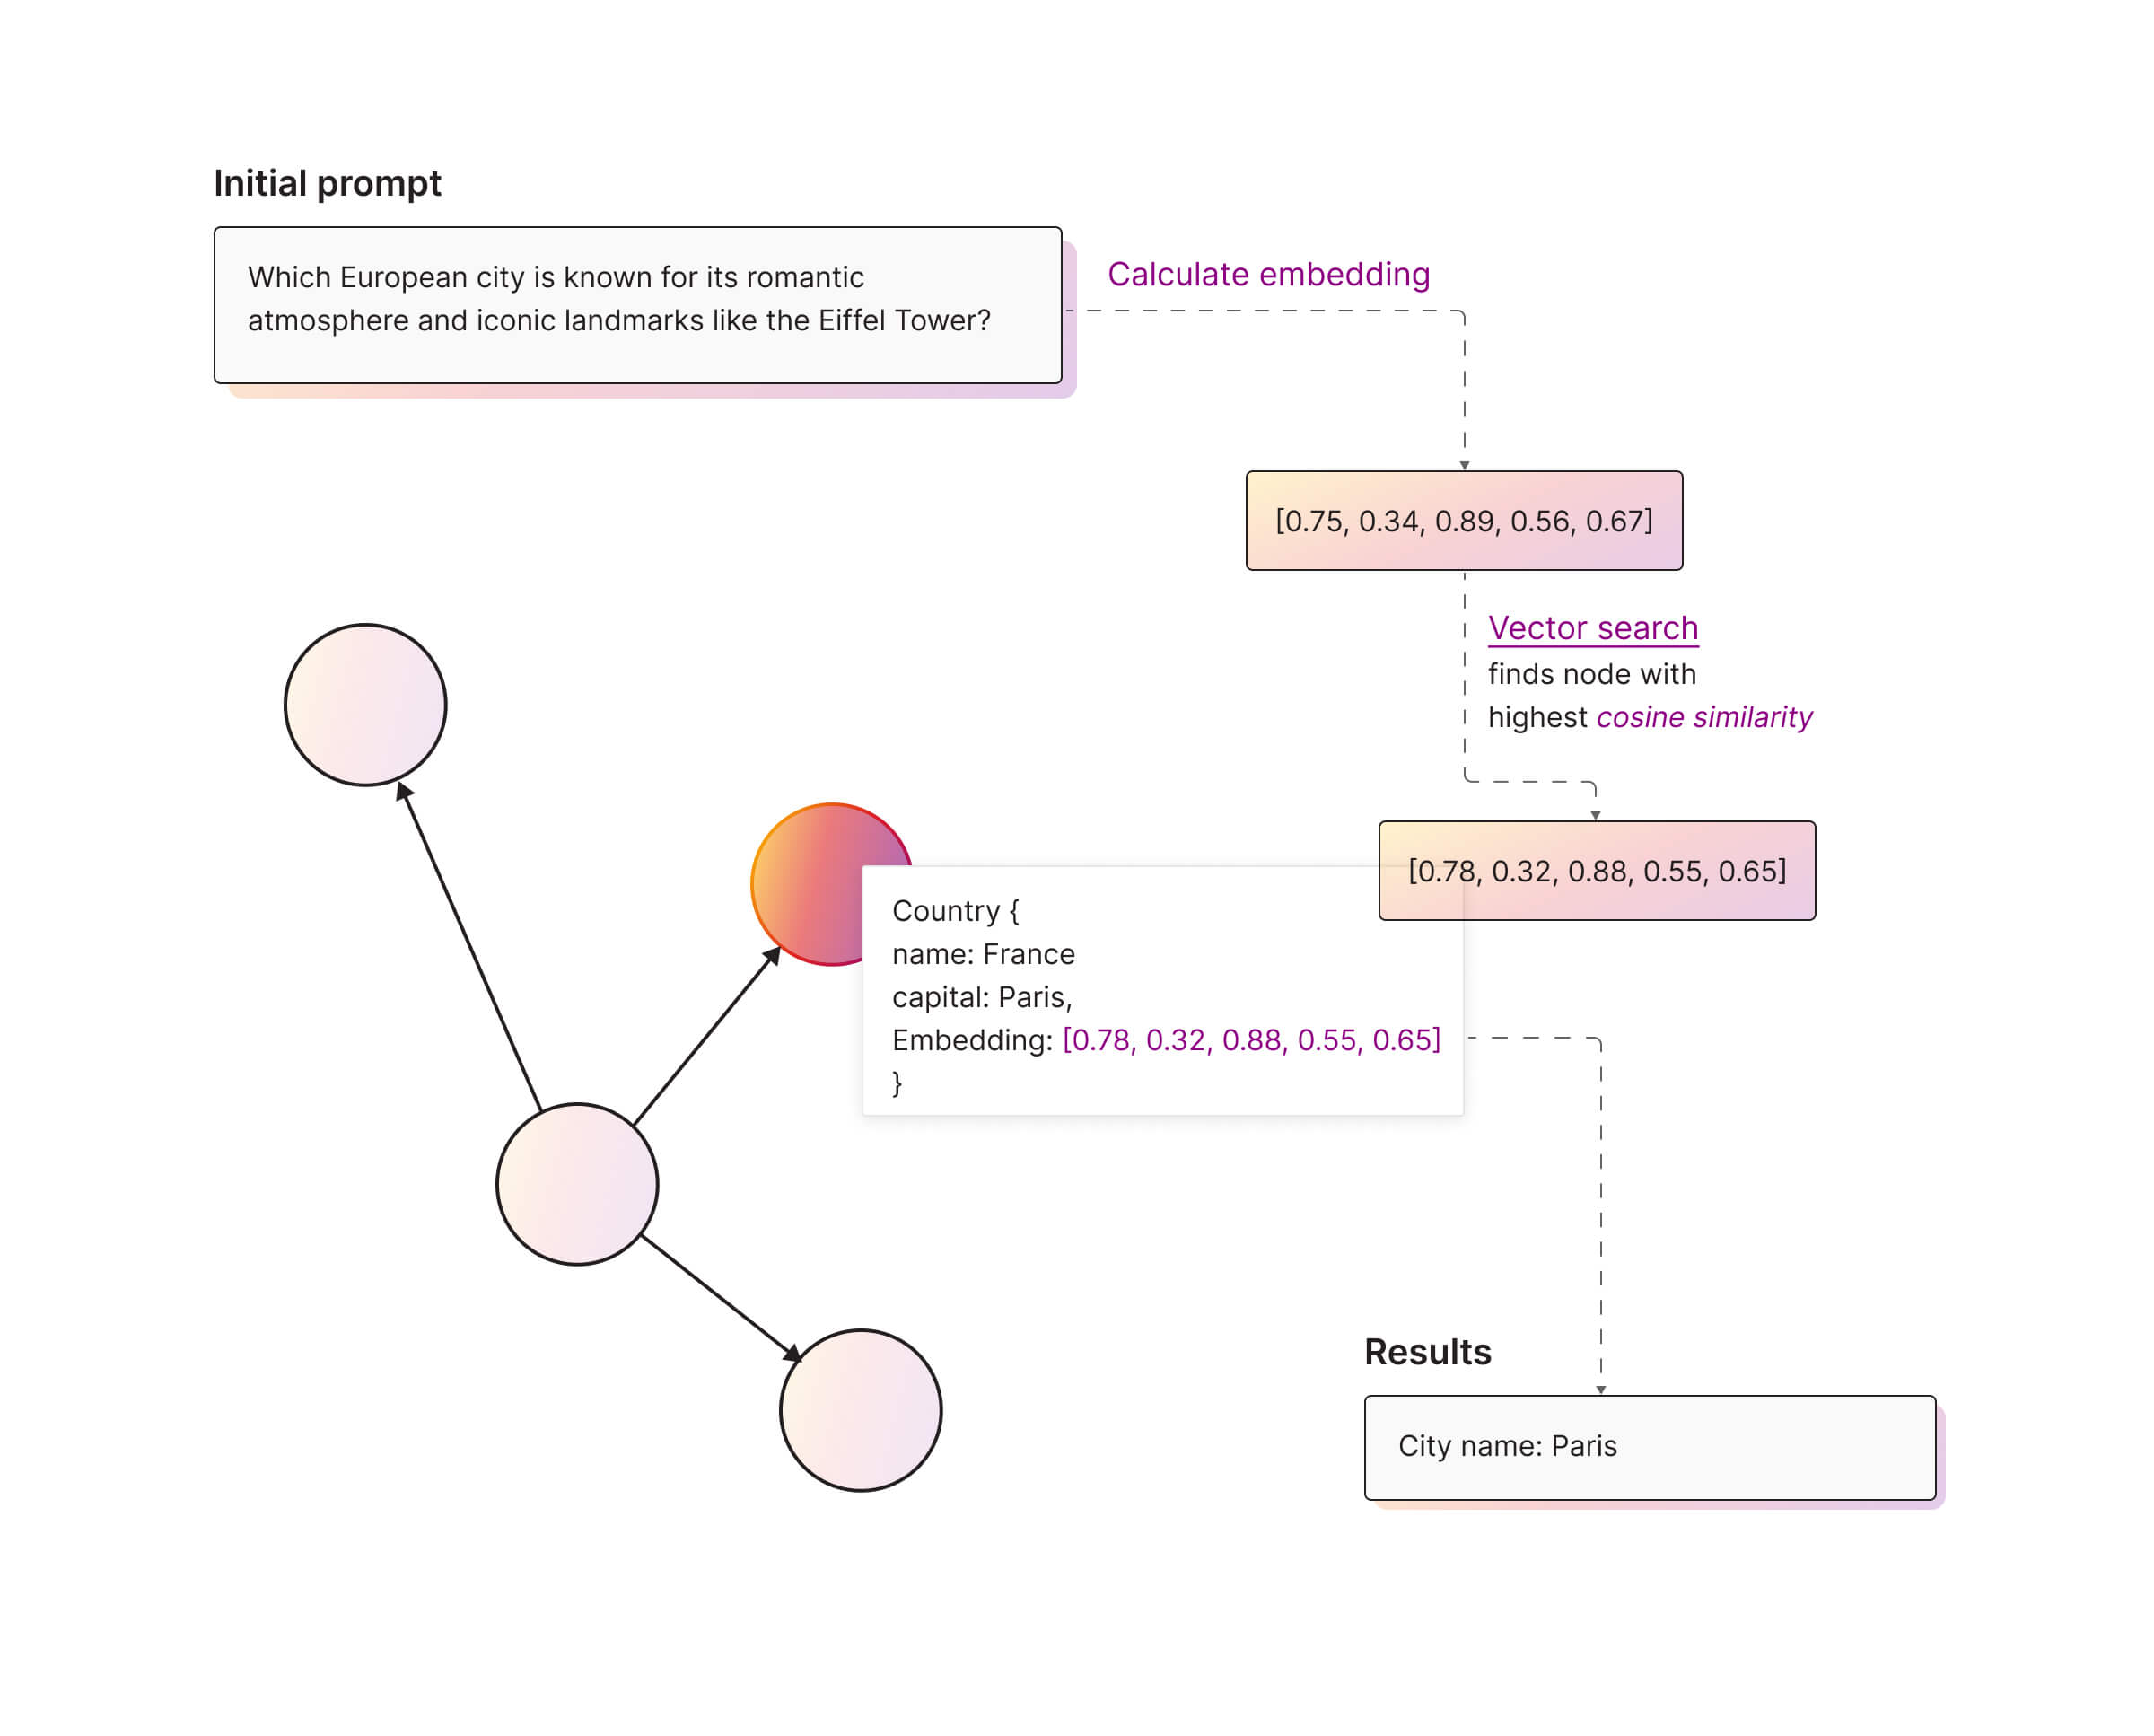 Initial prompt
Which European city is known for its romantic
atmosphere and iconic landmarks like the Eiffel Tower?
Calculate embedding
[0.75, 0.34, 0.89, 0.56, 0.67]
Vector search
finds node with
highest cosine similarity
[0.78, 0.32, 0.88, 0.55, 0.65]
Country {
name: France
capital: Paris,
Embedding: [0.78, 0.32, 0.88, 0.55, 0.65]
}
Results
City name: Paris